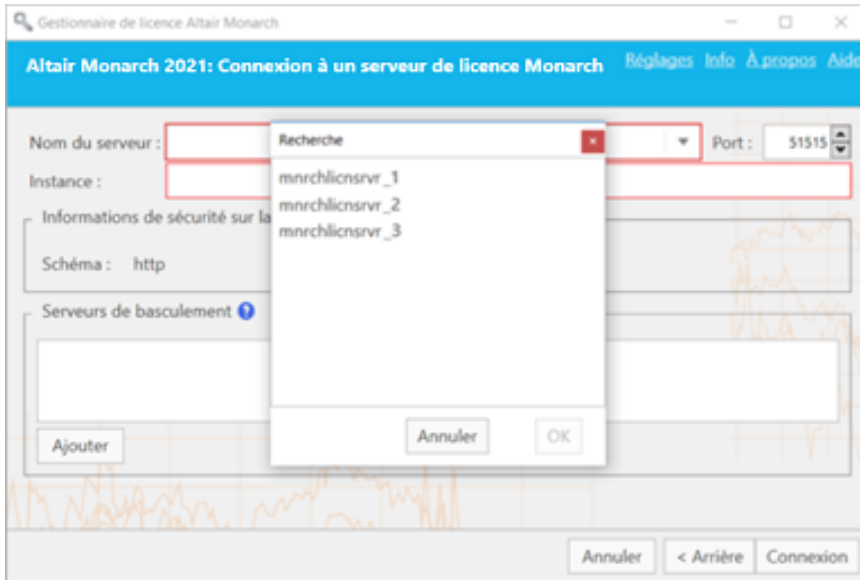 Gestionnaire de licence Altair Monarch
Altair Monarch 2021: Connexion à un serveur de licence Monarch
Réglages Info À propos Aide
Nom du serveur :
Port : 51515
Instance :
Informations de sécurité sur la
Schéma : http
Serveurs de basculement ?
Ajouter
Recherche
mnrchlicnsrvr_1
mnrchlicnsrvr_2
mnrchlicnsrvr_3
Annuler OK
Annuler < Arrière Connexion